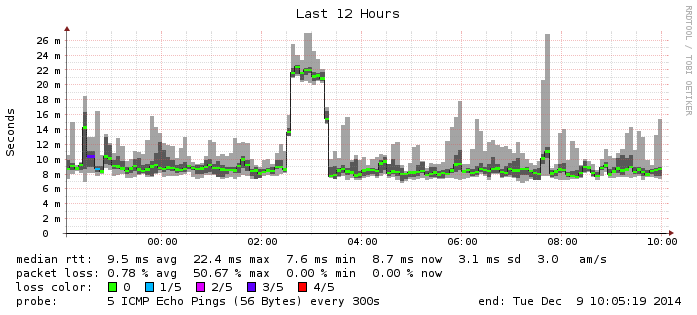 Last 12 Hours
RRDTOOL / TOBI OETIKER
Seconds
26 m
24 m
22 m
20 m
18 m
16 m
14 m
12 m
10 m
8 m
6 m
4 m
2 m
0
00:00 02:00 04:00 06:00 08:00 10:00
median rtt: 9.5 ms avg 22.4 ms max 7.6 ms min 8.7 ms now 3.1 ms sd 3.0 am/s
packet loss: 0.78 % avg 50.67 % max 0.00 % min 0.00 % now
loss color: 0 1/5 2/5 3/5 4/5
probe: 5 ICMP Echo Pings (56 Bytes) every 300s end: Tue Dec 9 10:05:19 2014